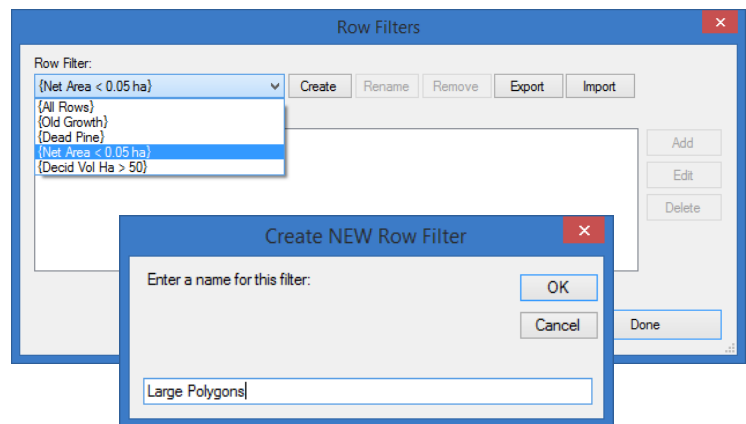 Row Filters
Row Filter:
{Net Area < 0.05 ha} Create Rename Remove Export Import
{All Rows}
{Old Growth}
{Dead Pine}
{Net Area < 0.05 ha}
{Decid Vol Ha > 50}
Add
Edit
Delete
Done
Create NEW Row Filter
Enter a name for this filter:
OK
Cancel
Large Polygons